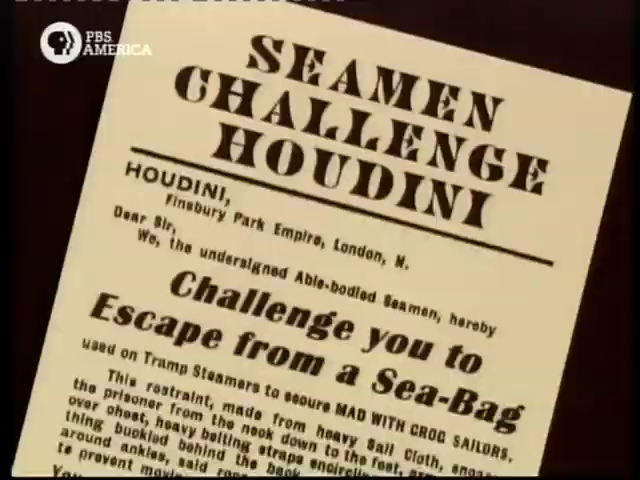 PBS
AMERICA
SEAMEN
CHALLENGE
HOUDINI
HOUDINI,
Finsbury Park Empire, London, N.
Dear Sir,
We, the undersigned Able-bodied Seamen, hereby
Challenge you to
Escape from a Sea-Bag
used on Tramp Steamers to secure MAD WITH GROG SAILORS.
This restraint, made from heavy Sail Cloth,
the prisoner from the neck down to the feet,
over chest, heavy belting straps
thing buckled behind the back
around ankles, said
to prevent